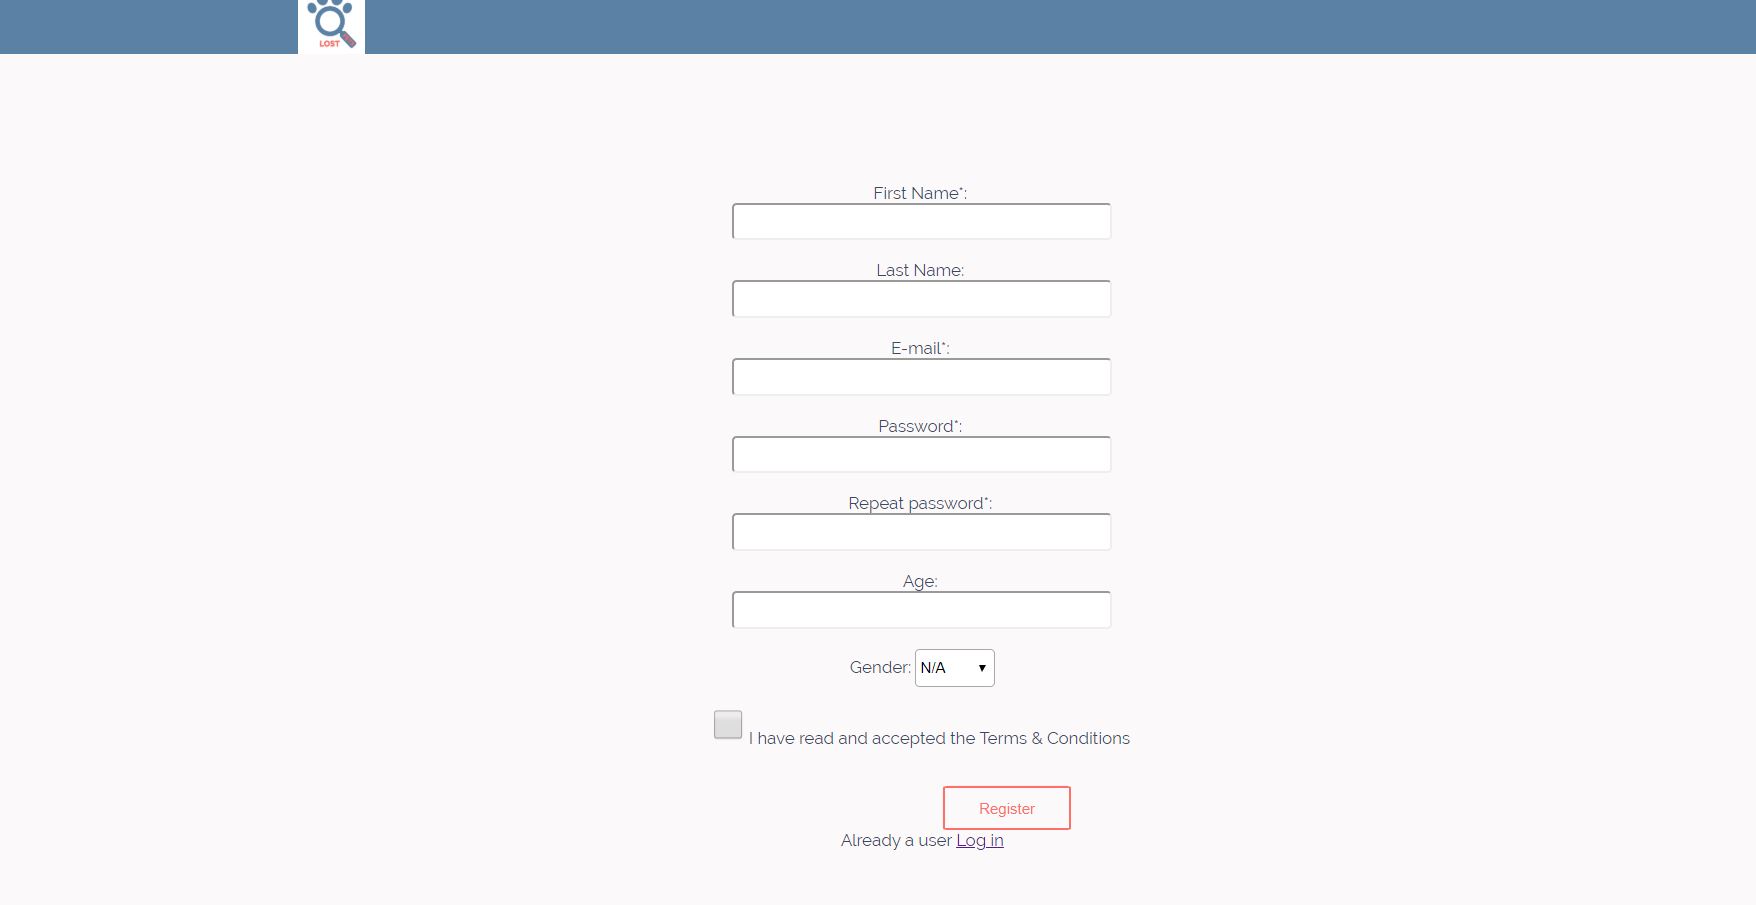 LOST
First Name*:
Last Name:
E-mail*:
Password*:
Repeat password*:
Age:
Gender: N/A
I have read and accepted the Terms & Conditions
Register
Already a user Log in